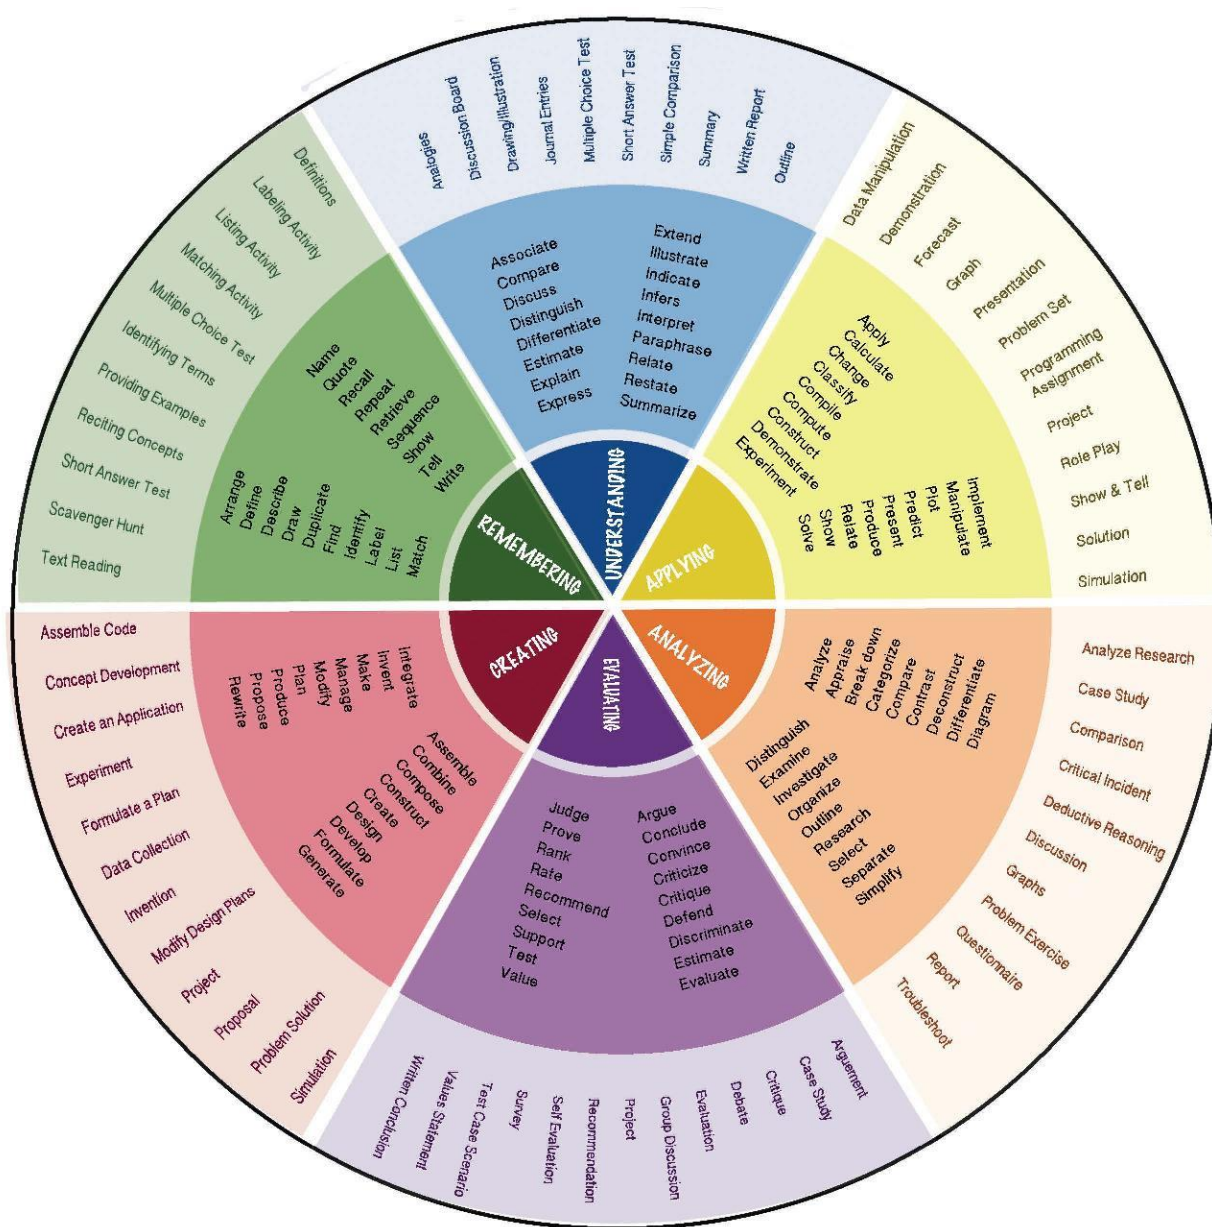 REMEMBERING
Name
Quote
Recall
Repeat
Retrieve
Sequence
Show
Tell
Write
Arrange
Define
Describe
Draw
Duplicate
Find
Identify
Label
List
Match
Definitions
Labeling Activity
Listing Activity
Matching Activity
Multiple Choice Test
Identifying Terms
Providing Examples
Reciting Concepts
Short Answer Test
Scavenger Hunt
Text Reading
UNDERSTANDING
Associate
Compare
Discuss
Distinguish
Differentiate
Estimate
Explain
Express
Extend
Illustrate
Indicate
Infers
Interpret
Paraphrase
Relate
Restate
Summarize
Analogies
Discussion Board
Drawing/Illustration
Journal Entries
Multiple Choice Test
Short Answer Test
Simple Comparison
Summary
Written Report
Outline
APPLYING
Apply
Calculate
Change
Classify
Compile
Compute
Construct
Demonstrate
Experiment
Implement
Manipulate
Plot
Predict
Present
Produce
Relate
Show
Solve
Data Manipulation
Demonstration
Forecast
Graph
Presentation
Problem Set
Programming
Assignment
Project
Role Play
Show & Tell
Solution
Simulation
ANALYZING
Analyze
Appraise
Break down
Categorize
Compare
Contrast
Deconstruct
Differentiate
Diagram
Distinguish
Examine
Investigate
Organize
Outline
Research
Select
Separate
Simplify
Analyze Research
Case Study
Comparison
Critical Incident
Deductive Reasoning
Discussion
Graphs
Problem Exercise
Questionnaire
Report
Troubleshoot
EVALUATING
Argue
Conclude
Convince
Criticize
Critique
Defend
Discriminate
Estimate
Evaluate
Judge
Prove
Rank
Rate
Recommend
Select
Support
Test
Value
Arguement
Case Study
Critique
Debate
Evaluation
Group Discussion
Project
Recommendation
Self Evaluation
Survey
Test Case Scenario
Values Statement
Written Conclusion
CREATING
Assemble
Combine
Compose
Construct
Create
Design
Develop
Formulate
Generate
Integrate
Invent
Make
Manage
Modify
Plan
Produce
Propose
Rewrite
Assemble Code
Concept Development
Create an Application
Experiment
Formulate a Plan
Data Collection
Invention
Modify Design Plans
Project
Proposal
Problem Solution
Simulation